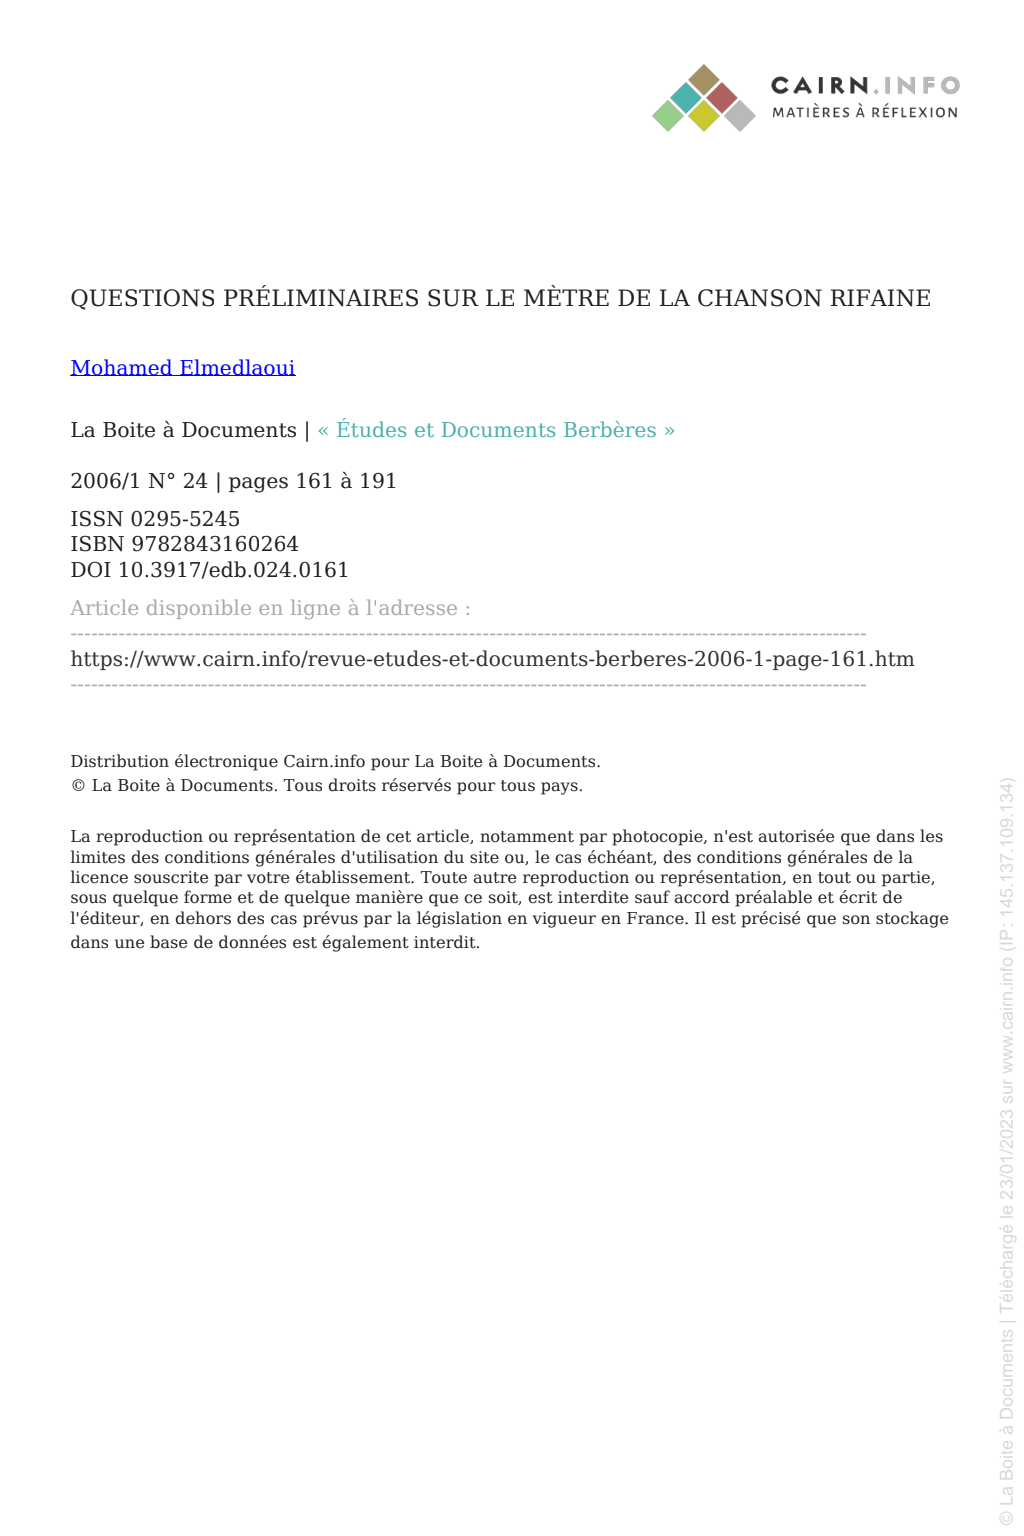 CAIRN.INFO
MATIÈRES À RÉFLEXION
QUESTIONS PRÉLIMINAIRES SUR LE MÈTRE DE LA CHANSON RIFAINE
Mohamed Elmedlaoui
La Boite à Documents | « Études et Documents Berbères »
2006/1 N° 24 | pages 161 à 191
ISSN 0295-5245
ISBN 9782843160264
DOI 10.3917/edb.024.0161
Article disponible en ligne à l'adresse :
--------------------------------------------------------------------------------------------------------------------
https://www.cairn.info/revue-etudes-et-documents-berberes-2006-1-page-161.htm
--------------------------------------------------------------------------------------------------------------------
Distribution électronique Cairn.info pour La Boite à Documents.
© La Boite à Documents. Tous droits réservés pour tous pays.
La reproduction ou représentation de cet article, notamment par photocopie, n'est autorisée que dans les
limites des conditions générales d'utilisation du site ou, le cas échéant, des conditions générales de la
licence souscrite par votre établissement. Toute autre reproduction ou représentation, en tout ou partie,
sous quelque forme et de quelque manière que ce soit, est interdite sauf accord préalable et écrit de
l'éditeur, en dehors des cas prévus par la législation en vigueur en France. Il est précisé que son stockage
dans une base de données est également interdit.
© La Boite à Documents | Téléchargé le 23/01/2023 sur www.cairn.info (IP: 145.137.109.134)